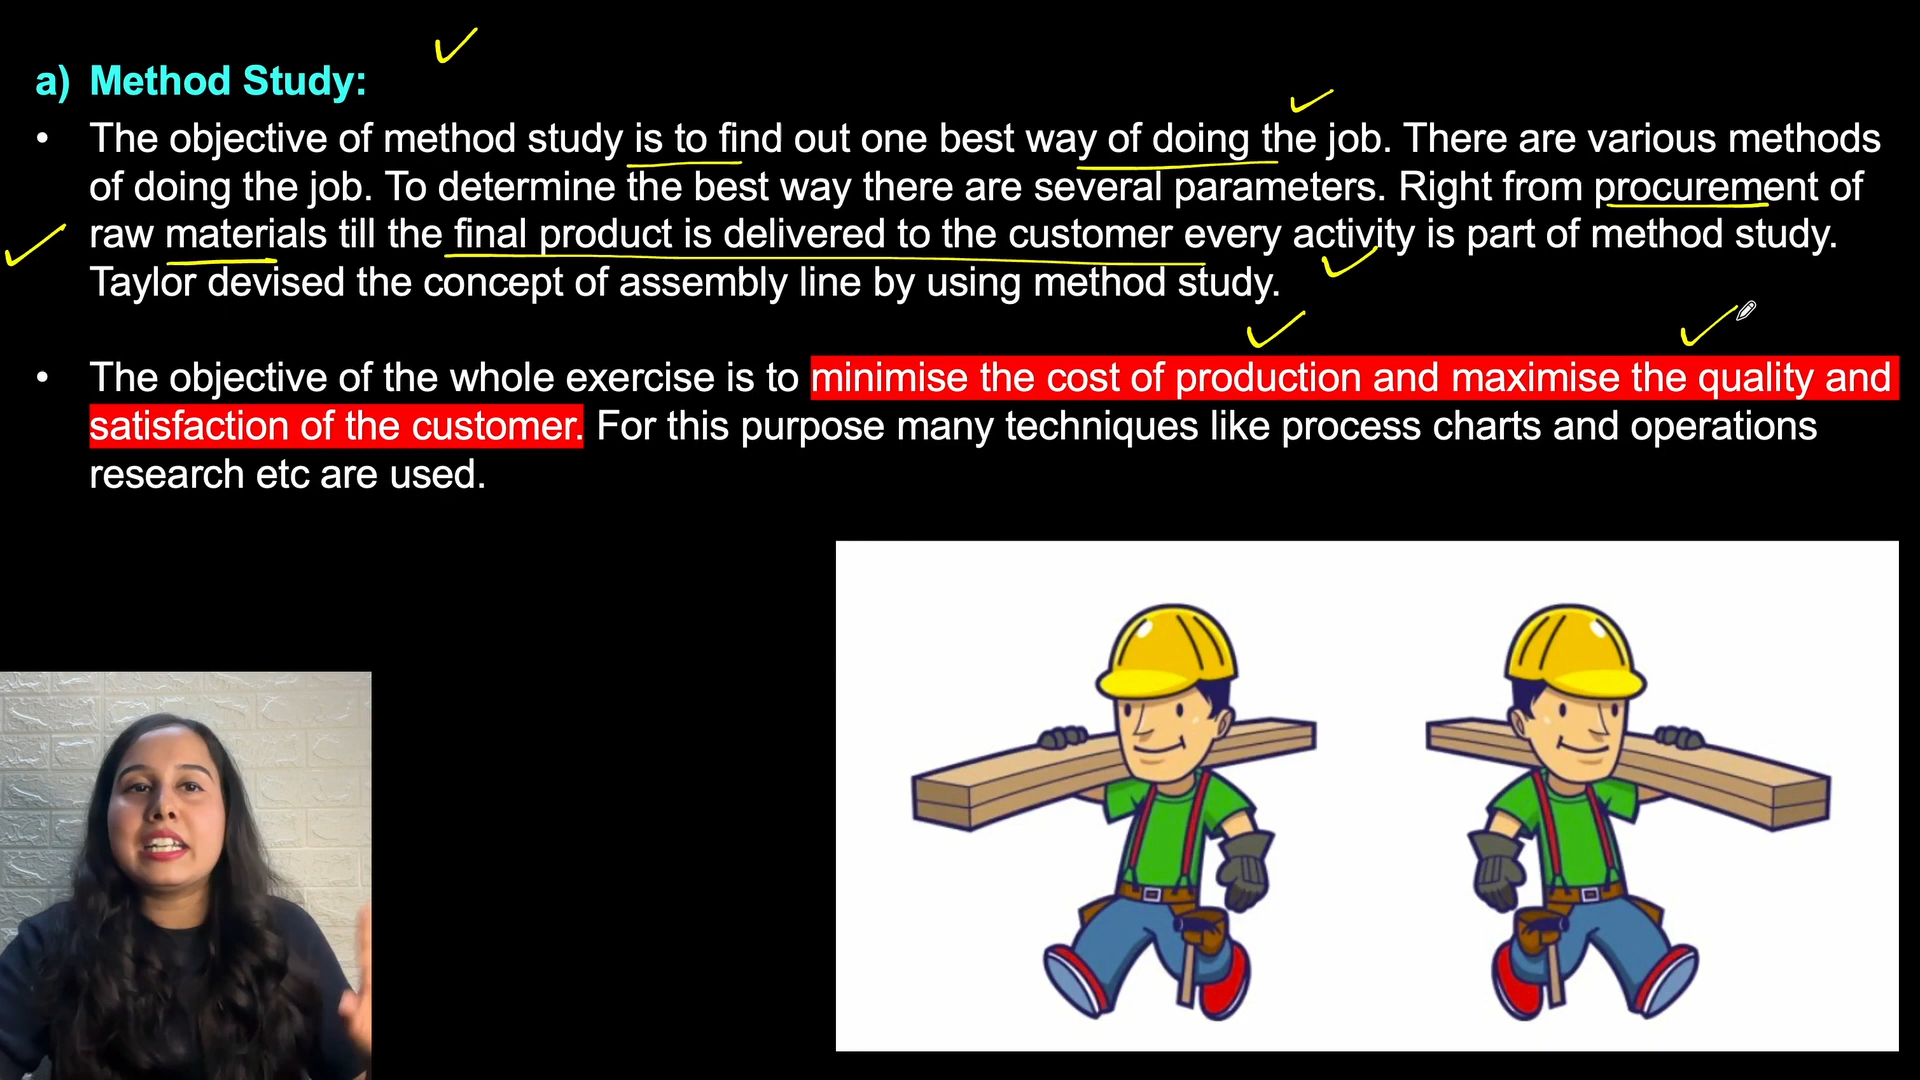 a) Method Study:
• The objective of method study is to find out one best way of doing the job. There are various methods
of doing the job. To determine the best way there are several parameters. Right from procurement of
raw materials till the final product is delivered to the customer every activity is part of method study.
Taylor devised the concept of assembly line by using method study.
• The objective of the whole exercise is to minimise the cost of production and maximise the quality and
satisfaction of the customer. For this purpose many techniques like process charts and operations
research etc are used.